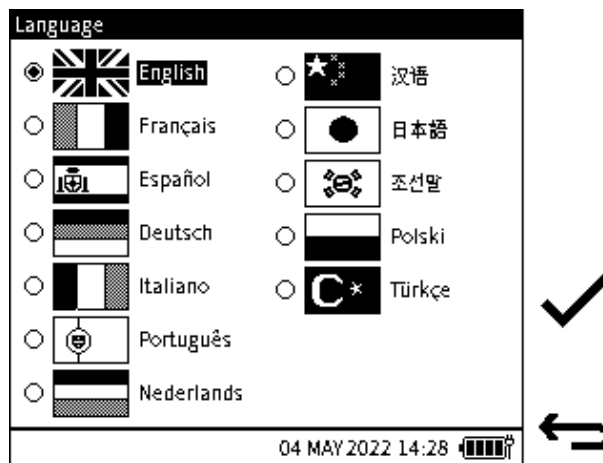 Language
English
Français
Español
Deutsch
Italiano
Português
Nederlands
汉语
日本語
조선말
Polski
Türkçe
04 MAY 2022 14:28